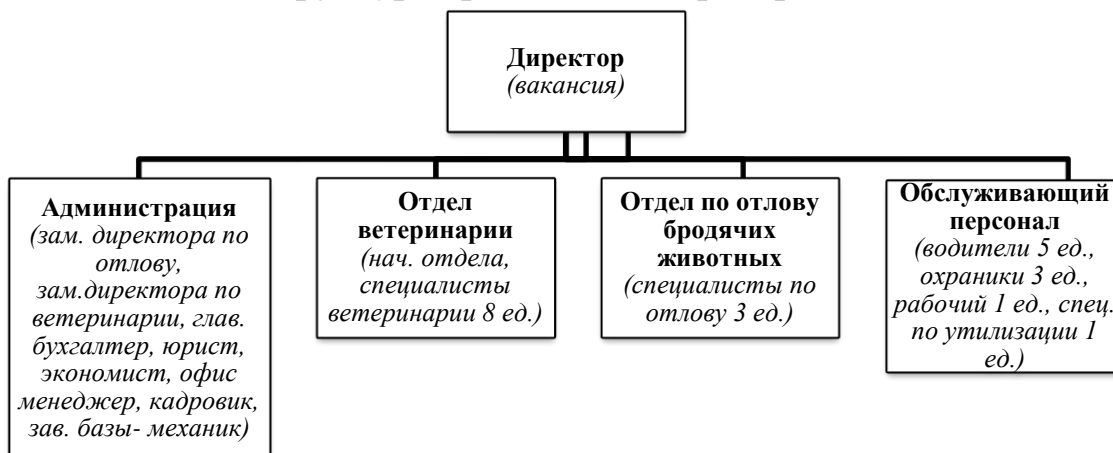 Директор
(вакансия)
Администрация
(зам. директора по
отлову,
зам.директора по
ветеринарии, глав.
бухгалтер, юрист,
экономист, офис
менеджер, кадровик,
зав. базы- механик)
Отдел
ветеринарии
(нач. отдела,
специалисты
ветеринарии 8 ед.)
Отдел по отлову
бродячих
животных
(специалисты по
отлову 3 ед.)
Обслуживающий
персонал
(водители 5 ед.,
охраники 3 ед.,
рабочий 1 ед., спец.
по утилизации 1
ед.)